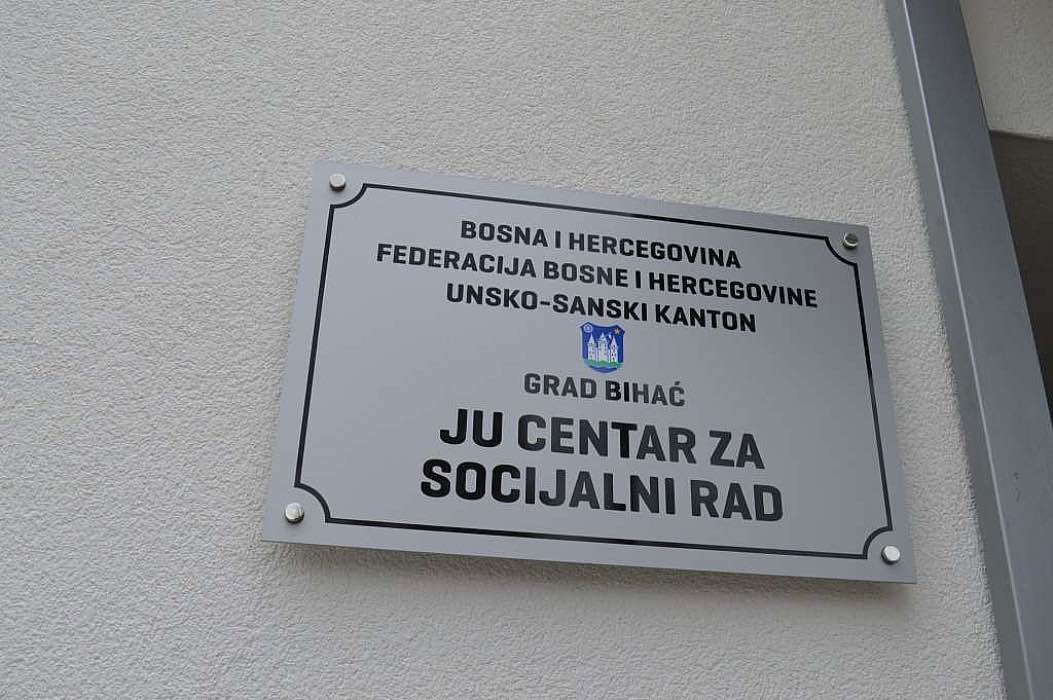 BOSNA I HERCEGOVINA
FEDERACIJA BOSNE I HERCEGOVINE
UNSKO-SANSKI KANTON
GRAD BIHAĆ
JU CENTAR ZA
SOCIJALNI RAD